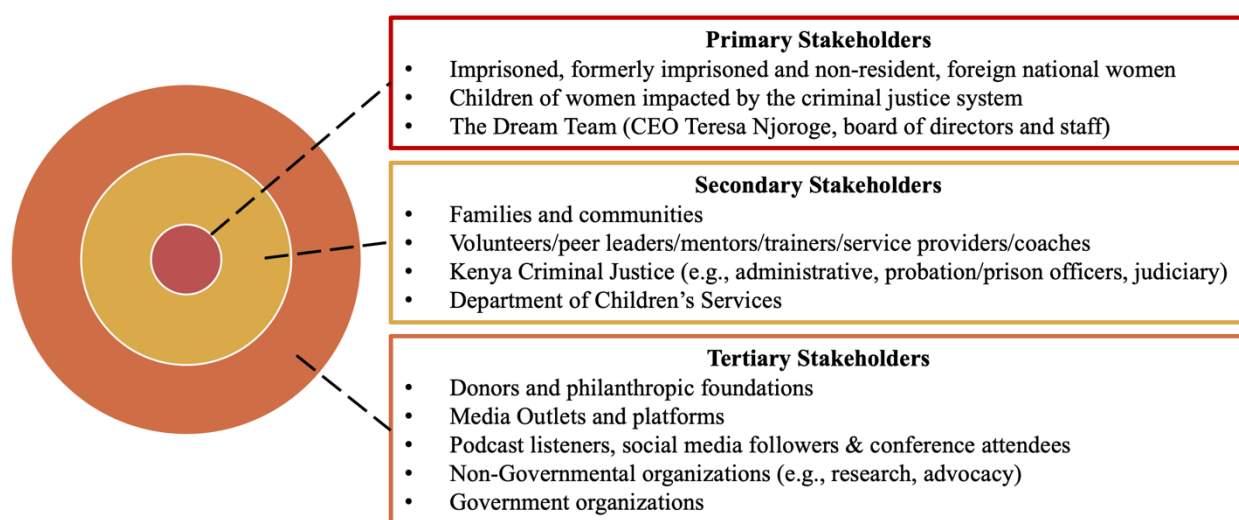 Primary Stakeholders
• Imprisoned, formerly imprisoned and non-resident, foreign national women
• Children of women impacted by the criminal justice system
• The Dream Team (CEO Teresa Njoroge, board of directors and staff)
Secondary Stakeholders
• Families and communities
• Volunteers/peer leaders/mentors/trainers/service providers/coaches
• Kenya Criminal Justice (e.g., administrative, probation/prison officers, judiciary)
• Department of Children’s Services
Tertiary Stakeholders
• Donors and philanthropic foundations
• Media Outlets and platforms
• Podcast listeners, social media followers & conference attendees
• Non-Governmental organizations (e.g., research, advocacy)
• Government organizations